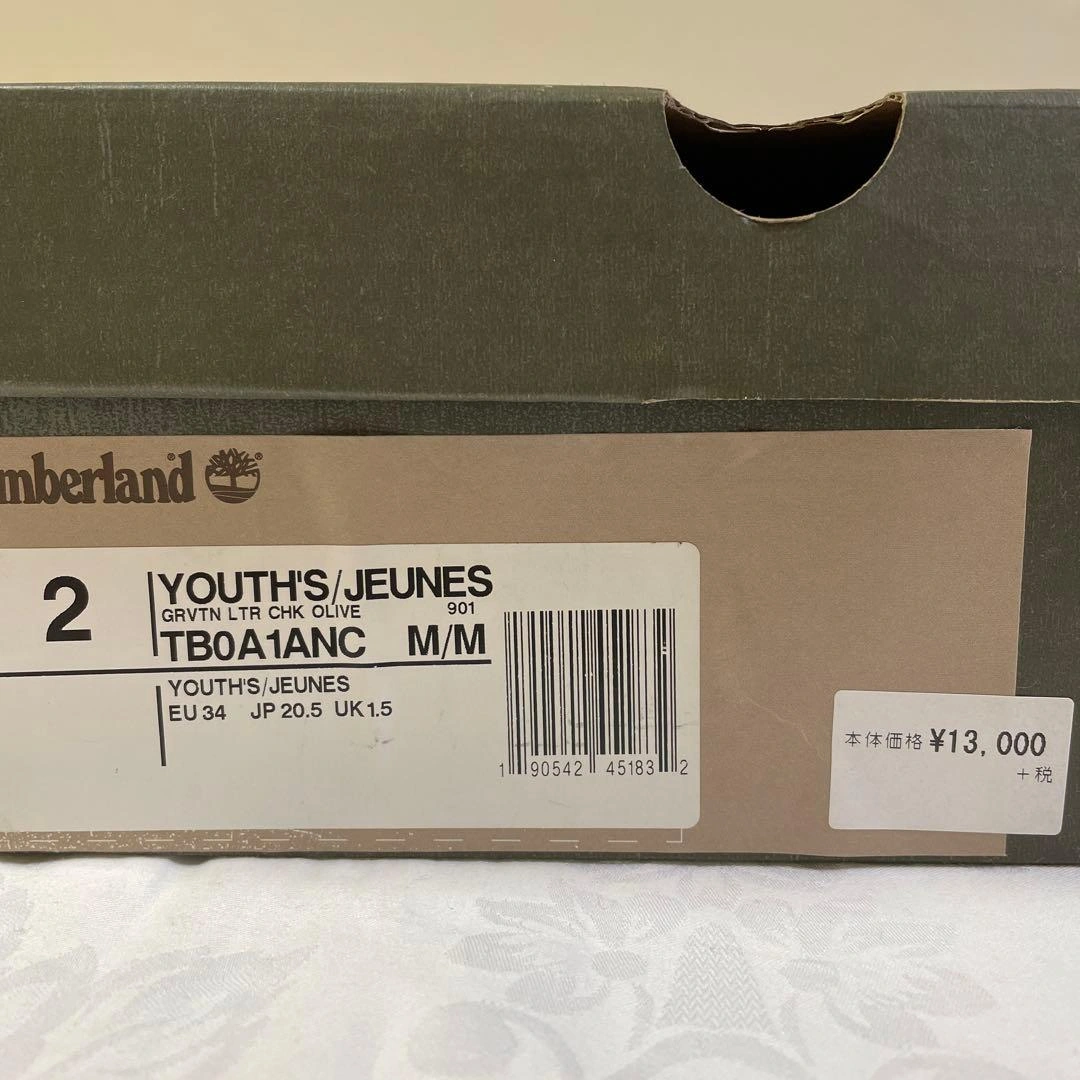 mberland®
2
YOUTH'S/JEUNES
GRVTN LTR CHK OLIVE 901
TB0A1ANC M/M
YOUTH'S/JEUNES
EU 34 JP 20.5 UK 1.5
1 90542 45183 2
本体価格 ¥13,000
+税